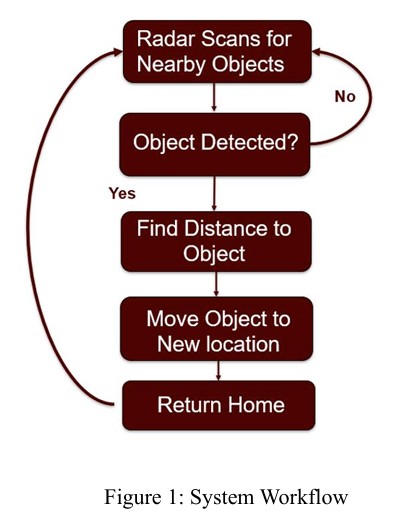 Radar Scans for
Nearby Objects
No
Object Detected?
Yes
Find Distance to
Object
Move Object to
New location
Return Home
Figure 1: System Workflow